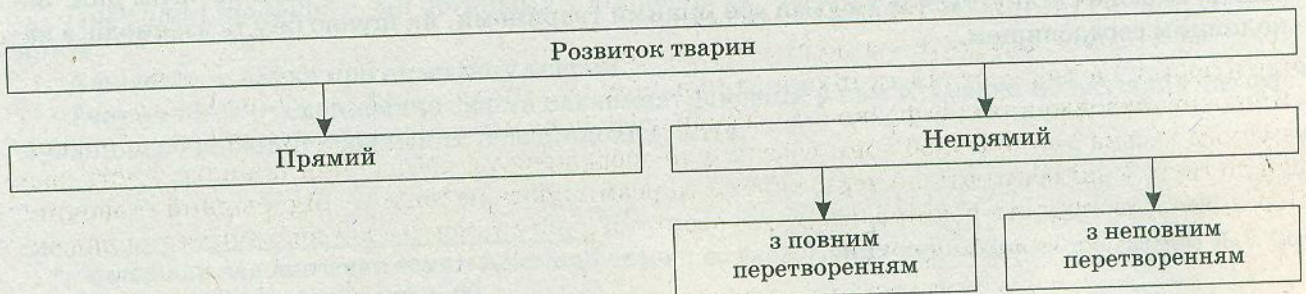 Розвиток тварин
Прямий
Непрямий
з повним
перетворенням
з неповним
перетворенням